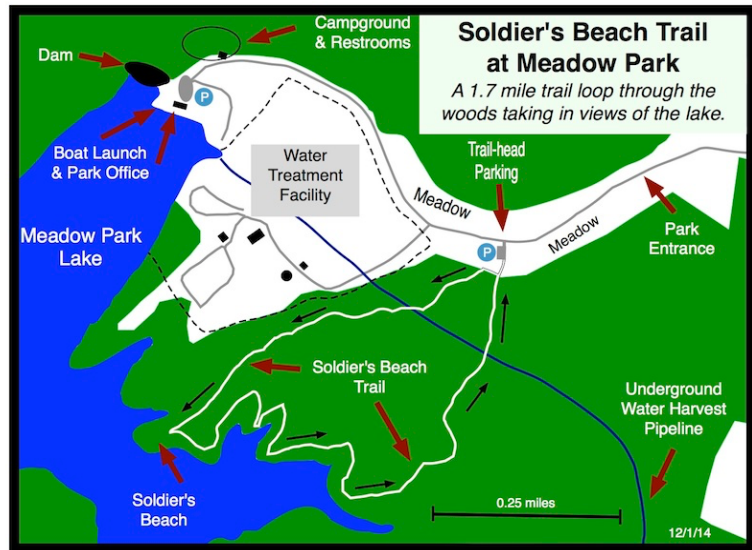 Soldier's Beach Trail
at Meadow Park
A 1.7 mile trail loop through the
woods taking in views of the lake.
Campground
& Restrooms
Dam
P
Boat Launch
& Park Office
Water
Treatment
Facility
Trail-head
Parking
Meadow
Meadow
Park
Entrance
P
Meadow Park
Lake
Soldier's Beach
Trail
Underground
Water Harvest
Pipeline
Soldier's
Beach
0.25 miles
12/1/14